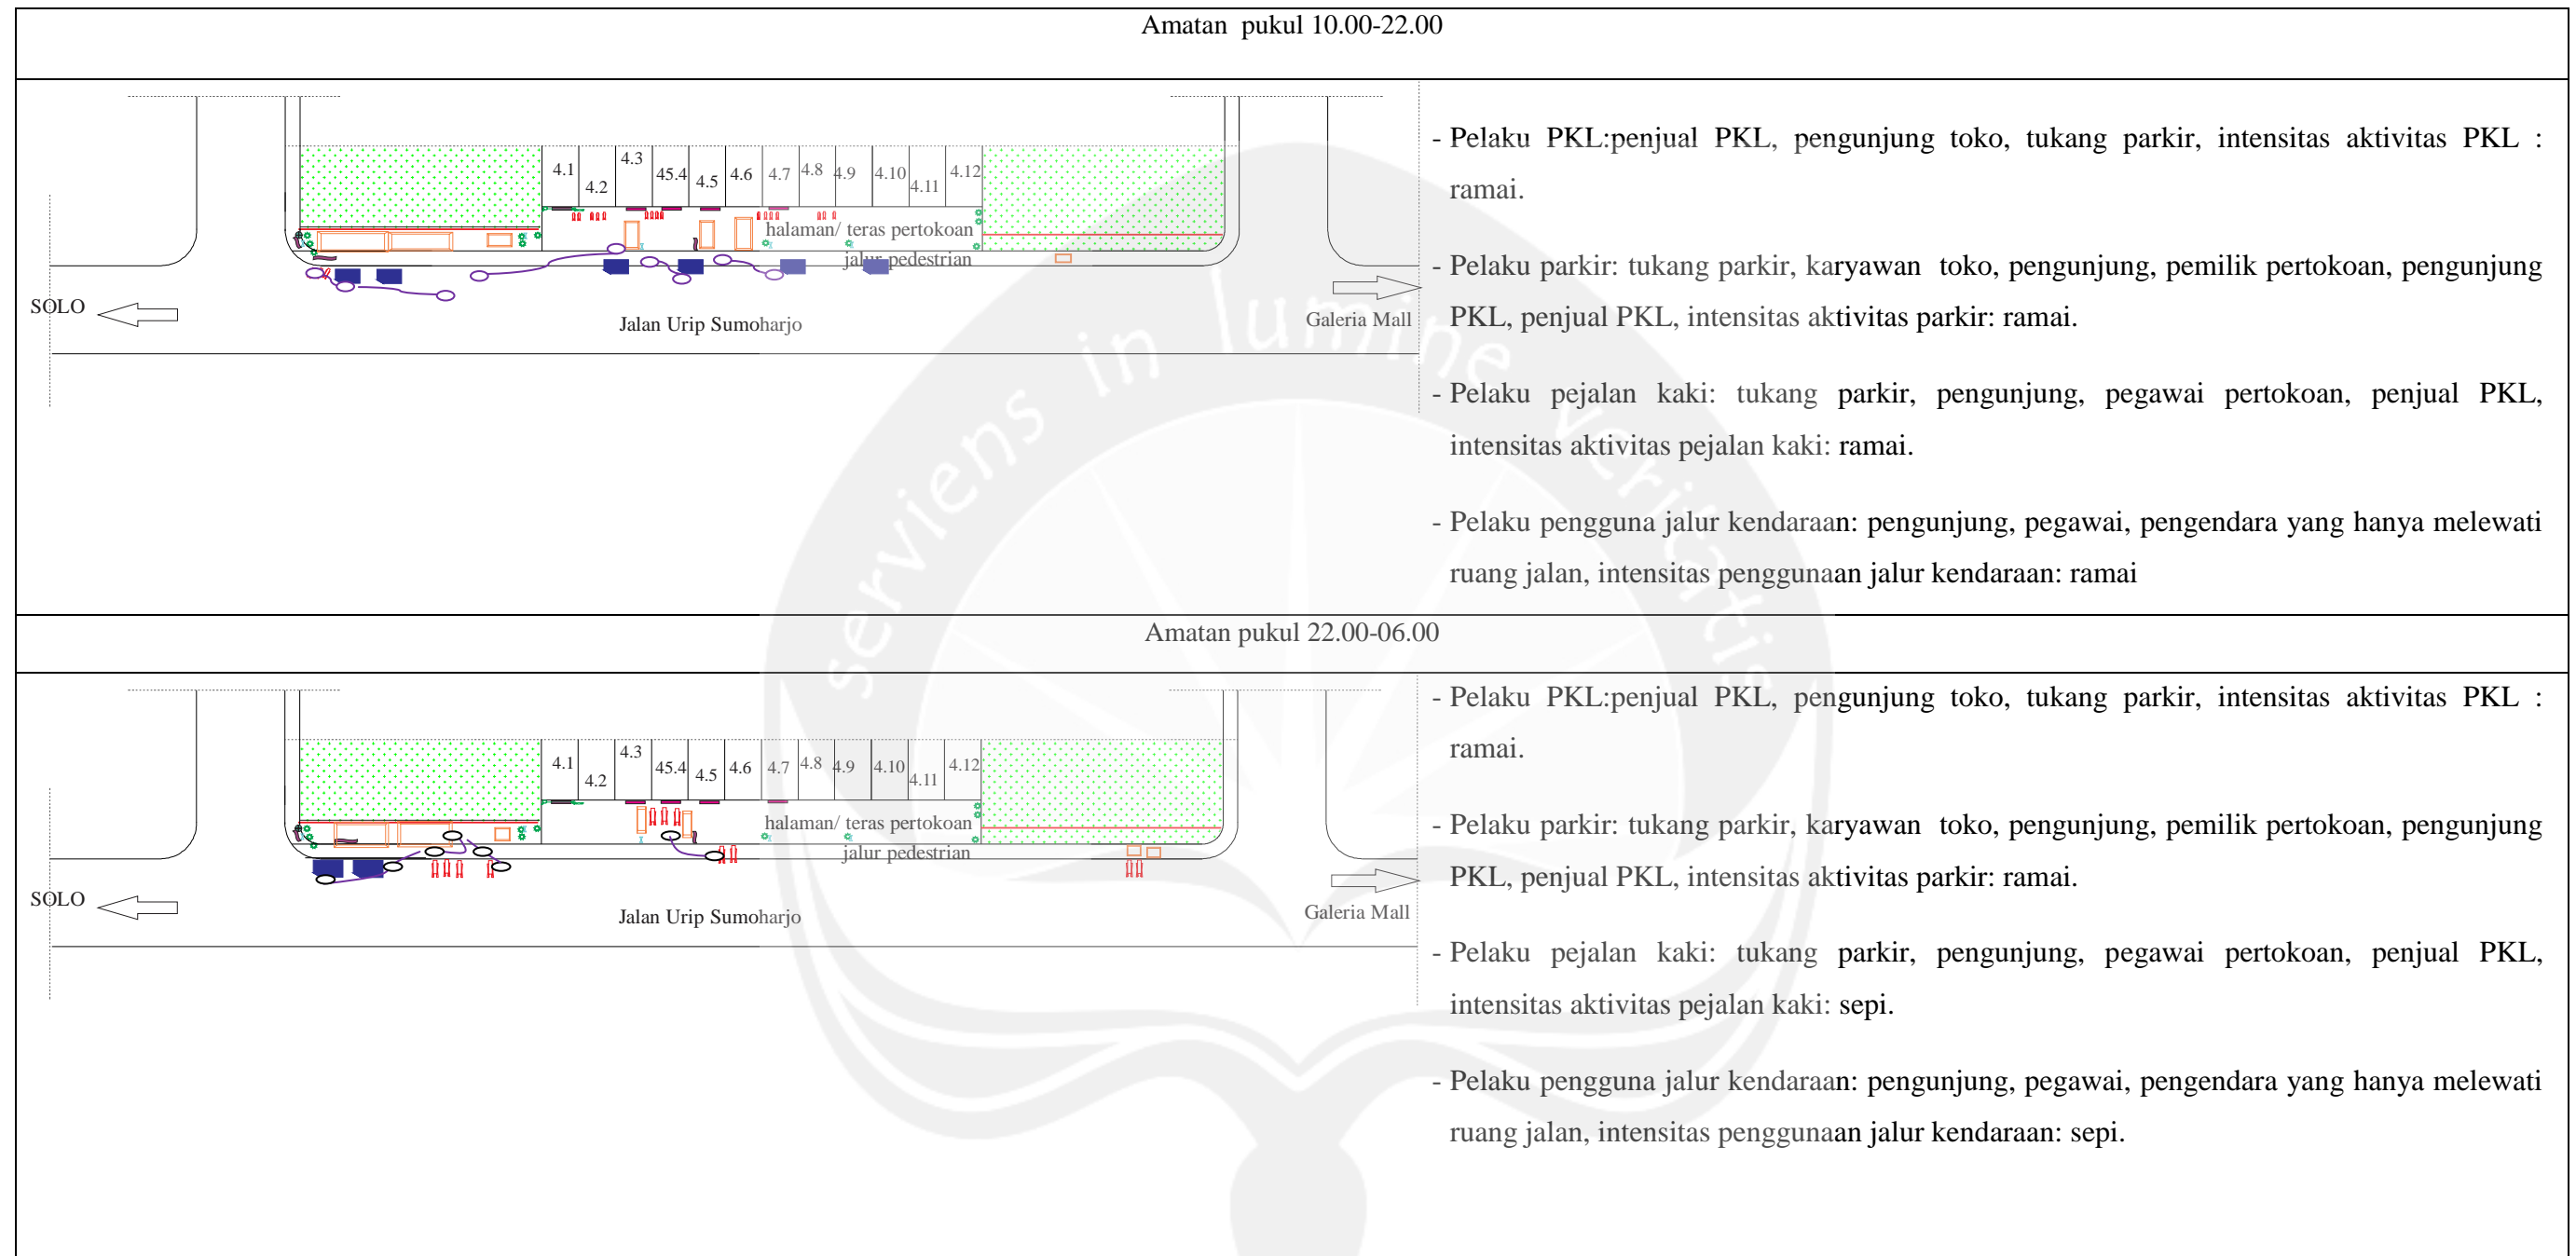 Amatan pukul 10.00-22.00
4.1
4.2
4.3
45.4
4.5
4.6
4.7
4.8
4.9
4.10
4.11
4.12
halaman/ teras pertokoan
jalur pedestrian
SOLO
Jalan Urip Sumoharjo
Galeria Mall
- Pelaku PKL:penjual PKL, pengunjung toko, tukang parkir, intensitas aktivitas PKL :
ramai.
- Pelaku parkir: tukang parkir, karyawan toko, pengunjung, pemilik pertokoan, pengunjung
PKL, penjual PKL, intensitas aktivitas parkir: ramai.
- Pelaku pejalan kaki: tukang parkir, pengunjung, pegawai pertokoan, penjual PKL,
intensitas aktivitas pejalan kaki: ramai.
- Pelaku pengguna jalur kendaraan: pengunjung, pegawai, pengendara yang hanya melewati
ruang jalan, intensitas penggunaan jalur kendaraan: ramai
Amatan pukul 22.00-06.00
4.1
4.2
4.3
45.4
4.5
4.6
4.7
4.8
4.9
4.10
4.11
4.12
halaman/ teras pertokoan
jalur pedestrian
SOLO
Jalan Urip Sumoharjo
Galeria Mall
- Pelaku PKL:penjual PKL, pengunjung toko, tukang parkir, intensitas aktivitas PKL :
ramai.
- Pelaku parkir: tukang parkir, karyawan toko, pengunjung, pemilik pertokoan, pengunjung
PKL, penjual PKL, intensitas aktivitas parkir: ramai.
- Pelaku pejalan kaki: tukang parkir, pengunjung, pegawai pertokoan, penjual PKL,
intensitas aktivitas pejalan kaki: sepi.
- Pelaku pengguna jalur kendaraan: pengunjung, pegawai, pengendara yang hanya melewati
ruang jalan, intensitas penggunaan jalur kendaraan: sepi.
serviens in lumine veritatis